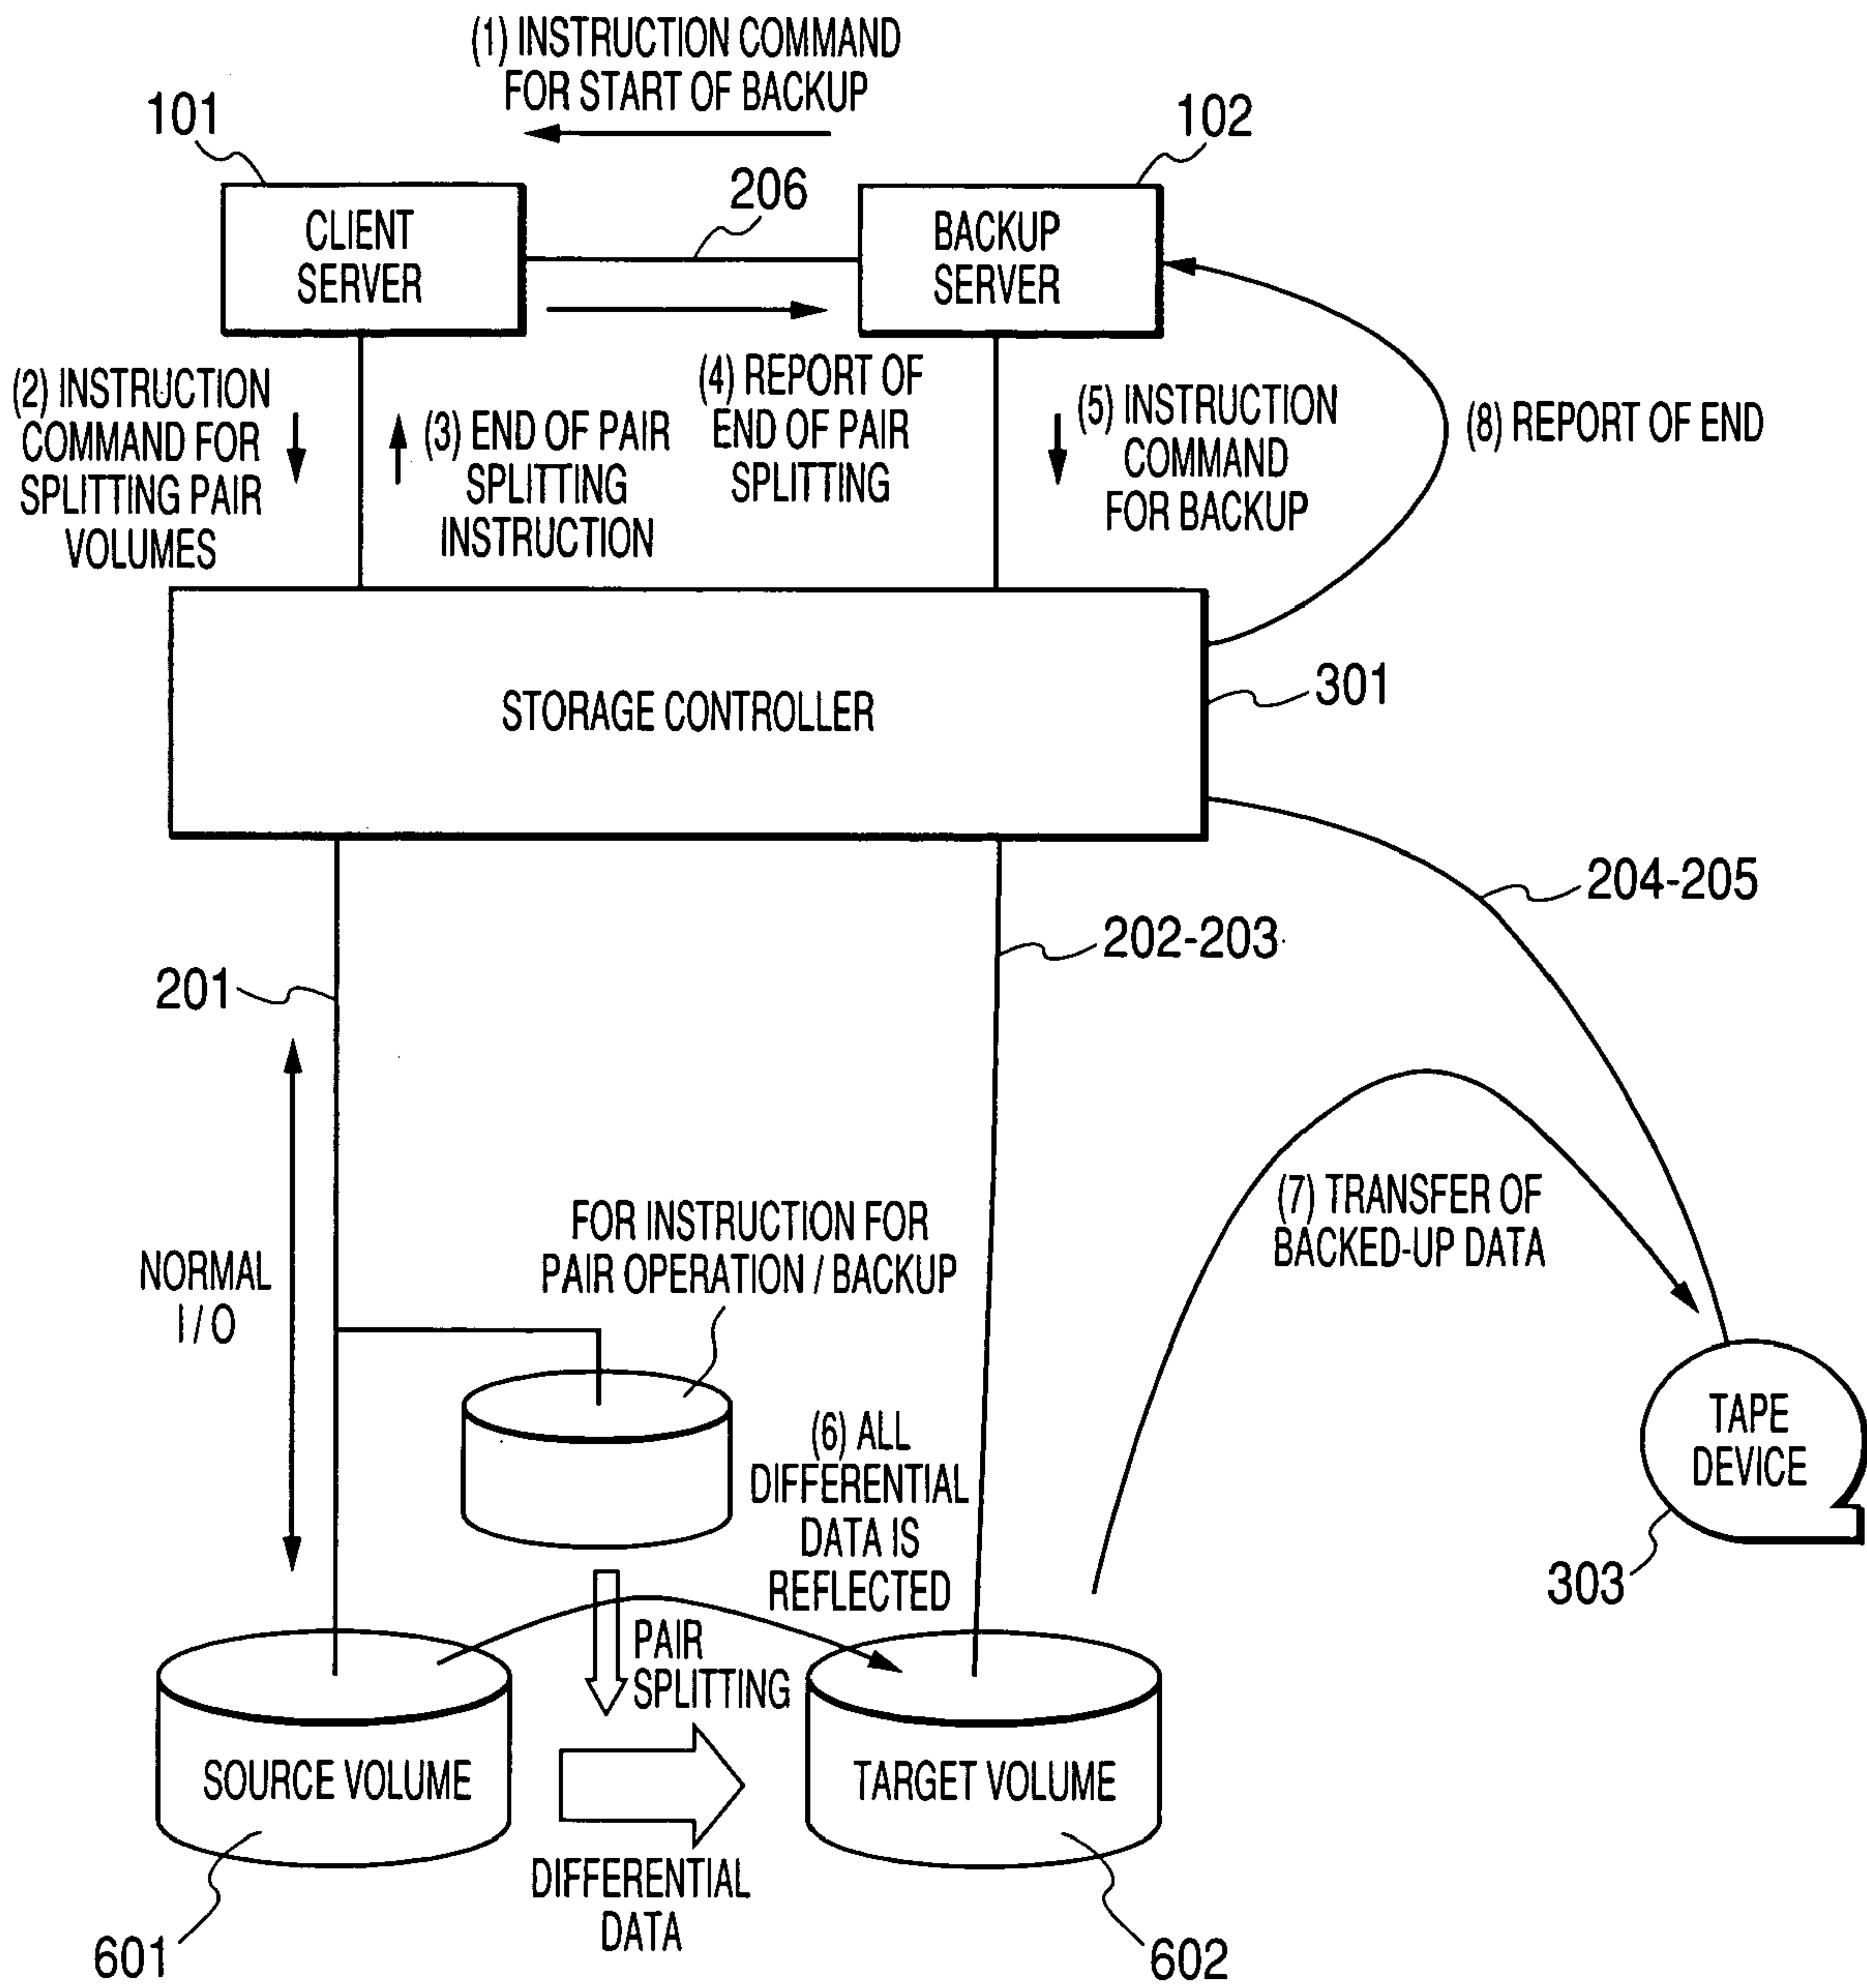 (1) INSTRUCTION COMMAND
FOR START OF BACKUP
101
102
206
CLIENT
SERVER
BACKUP
SERVER
(2) INSTRUCTION
COMMAND FOR
SPLITTING PAIR
VOLUMES
(3) END OF PAIR
SPLITTING
INSTRUCTION
(4) REPORT OF
END OF PAIR
SPLITTING
(5) INSTRUCTION
COMMAND
FOR BACKUP
(8) REPORT OF END
STORAGE CONTROLLER
301
204-205
202-203
201
NORMAL
I / O
FOR INSTRUCTION FOR
PAIR OPERATION / BACKUP
(7) TRANSFER OF
BACKED-UP DATA
(6) ALL
DIFFERENTIAL
DATA IS
REFLECTED
TAPE
DEVICE
303
PAIR
SPLITTING
SOURCE VOLUME
TARGET VOLUME
DIFFERENTIAL
DATA
601
602